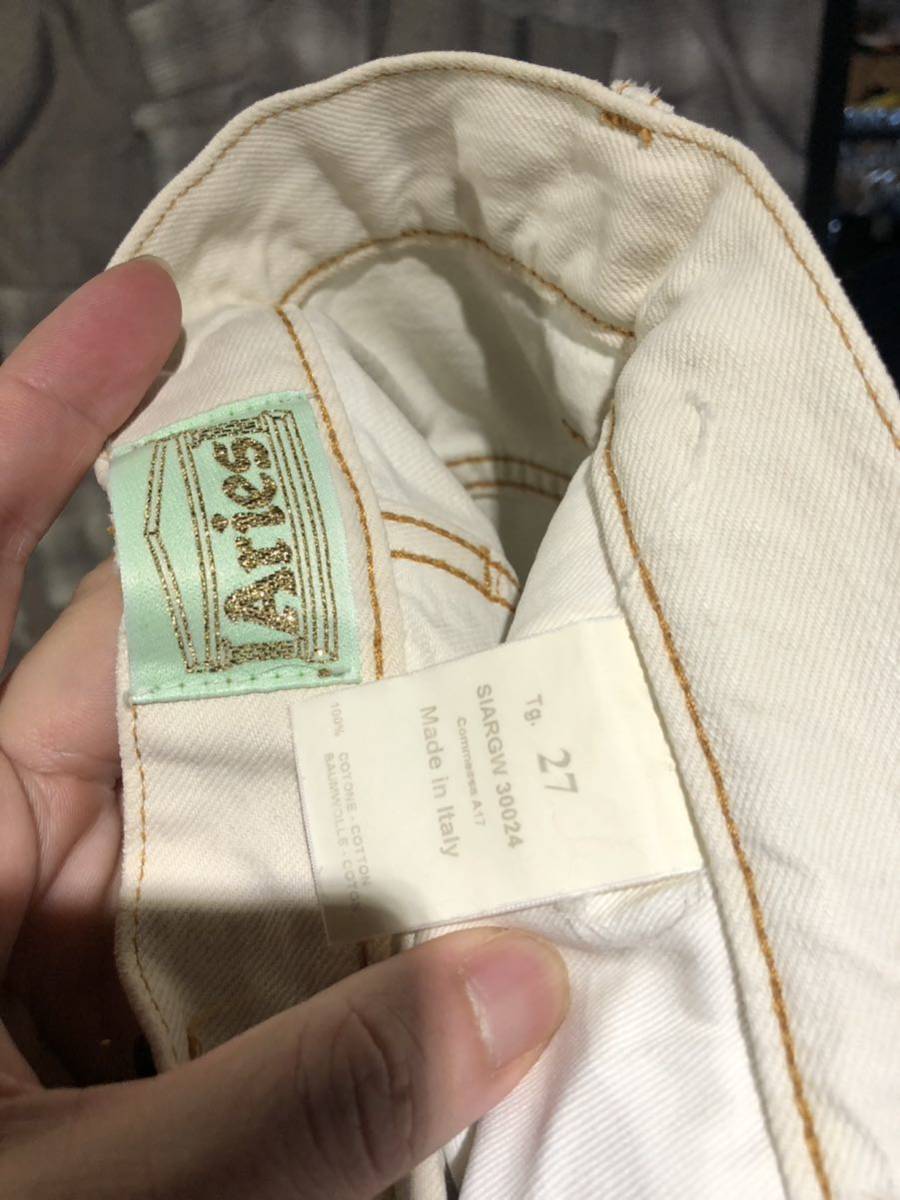 Aries
Tg. 27
SIARGW 30024
Commessa A17
Made in Italy
100% COTONE - COTTON
BAUMWOLLE - COTON